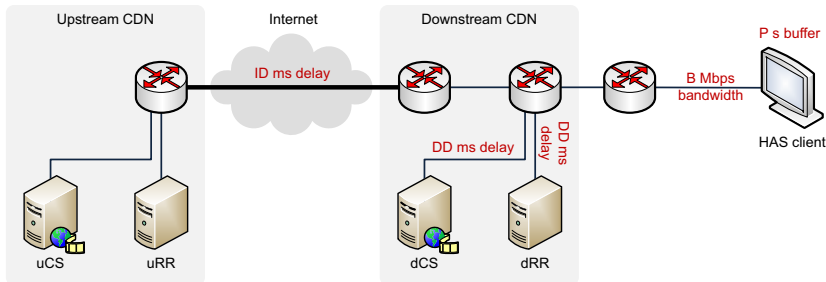 Upstream CDN
Internet
Downstream CDN
P s buffer
ID ms delay
B Mbps
bandwidth
HAS client
DD ms delay
DD ms
delay
uCS
uRR
dCS
dRR